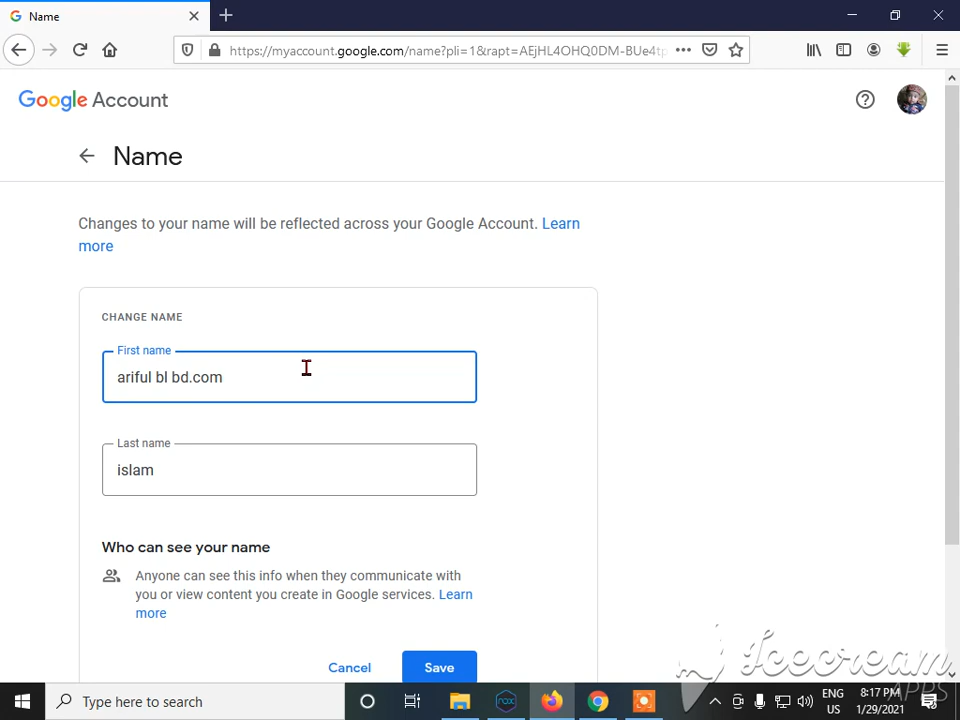 Name
https://myaccount.google.com/name?pli=1&rapt=AEjHL4OHQ0DM-BUe4tp
Google Account
Name
Changes to your name will be reflected across your Google Account. Learn
more
CHANGE NAME
First name
ariful bl bd.com
Last name
islam
Who can see your name
Anyone can see this info when they communicate with
you or view content you create in Google services. Learn
more
Cancel
Save
Icecream
APPS
Type here to search
nox
ENG
US
8:17 PM
1/29/2021